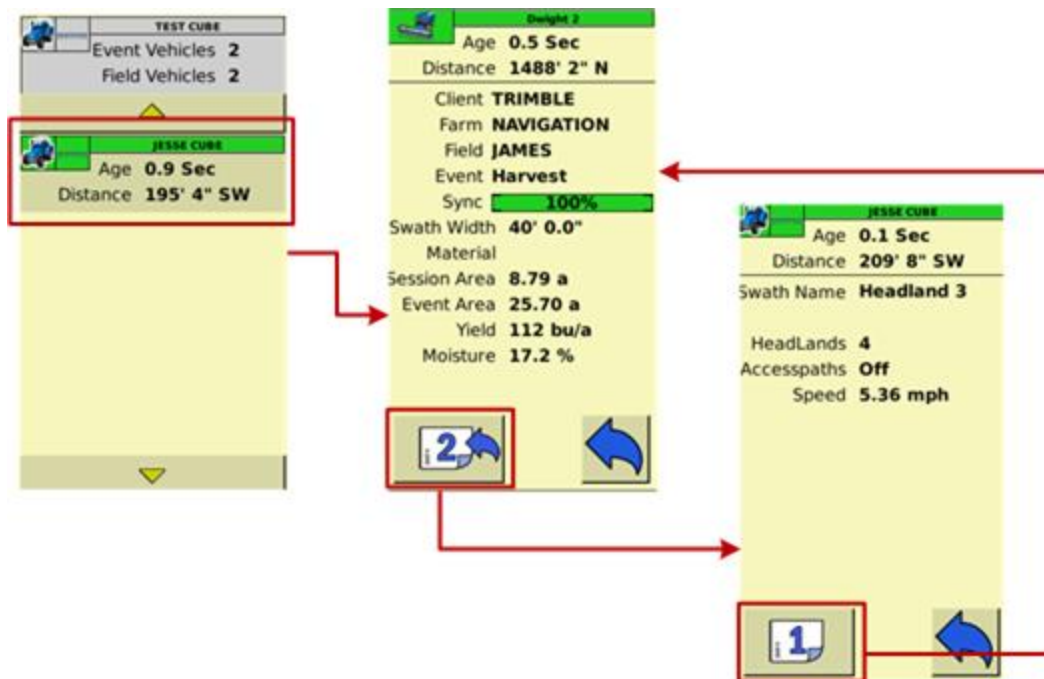 TEST CUBE
Event Vehicles 2
Field Vehicles 2
JESSE CUBE
Age 0.9 Sec
Distance 195' 4" SW
Dwight 2
Age 0.5 Sec
Distance 1488' 2" N
Client TRIMBLE
Farm NAVIGATION
Field JAMES
Event Harvest
Sync 100%
Swath Width 40' 0.0"
Material
Session Area 8.79 a
Event Area 25.70 a
Yield 112 bu/a
Moisture 17.2 %
2
JESSE CUBE
Age 0.1 Sec
Distance 209' 8" SW
Swath Name Headland 3
HeadLands 4
Accesspaths Off
Speed 5.36 mph
1